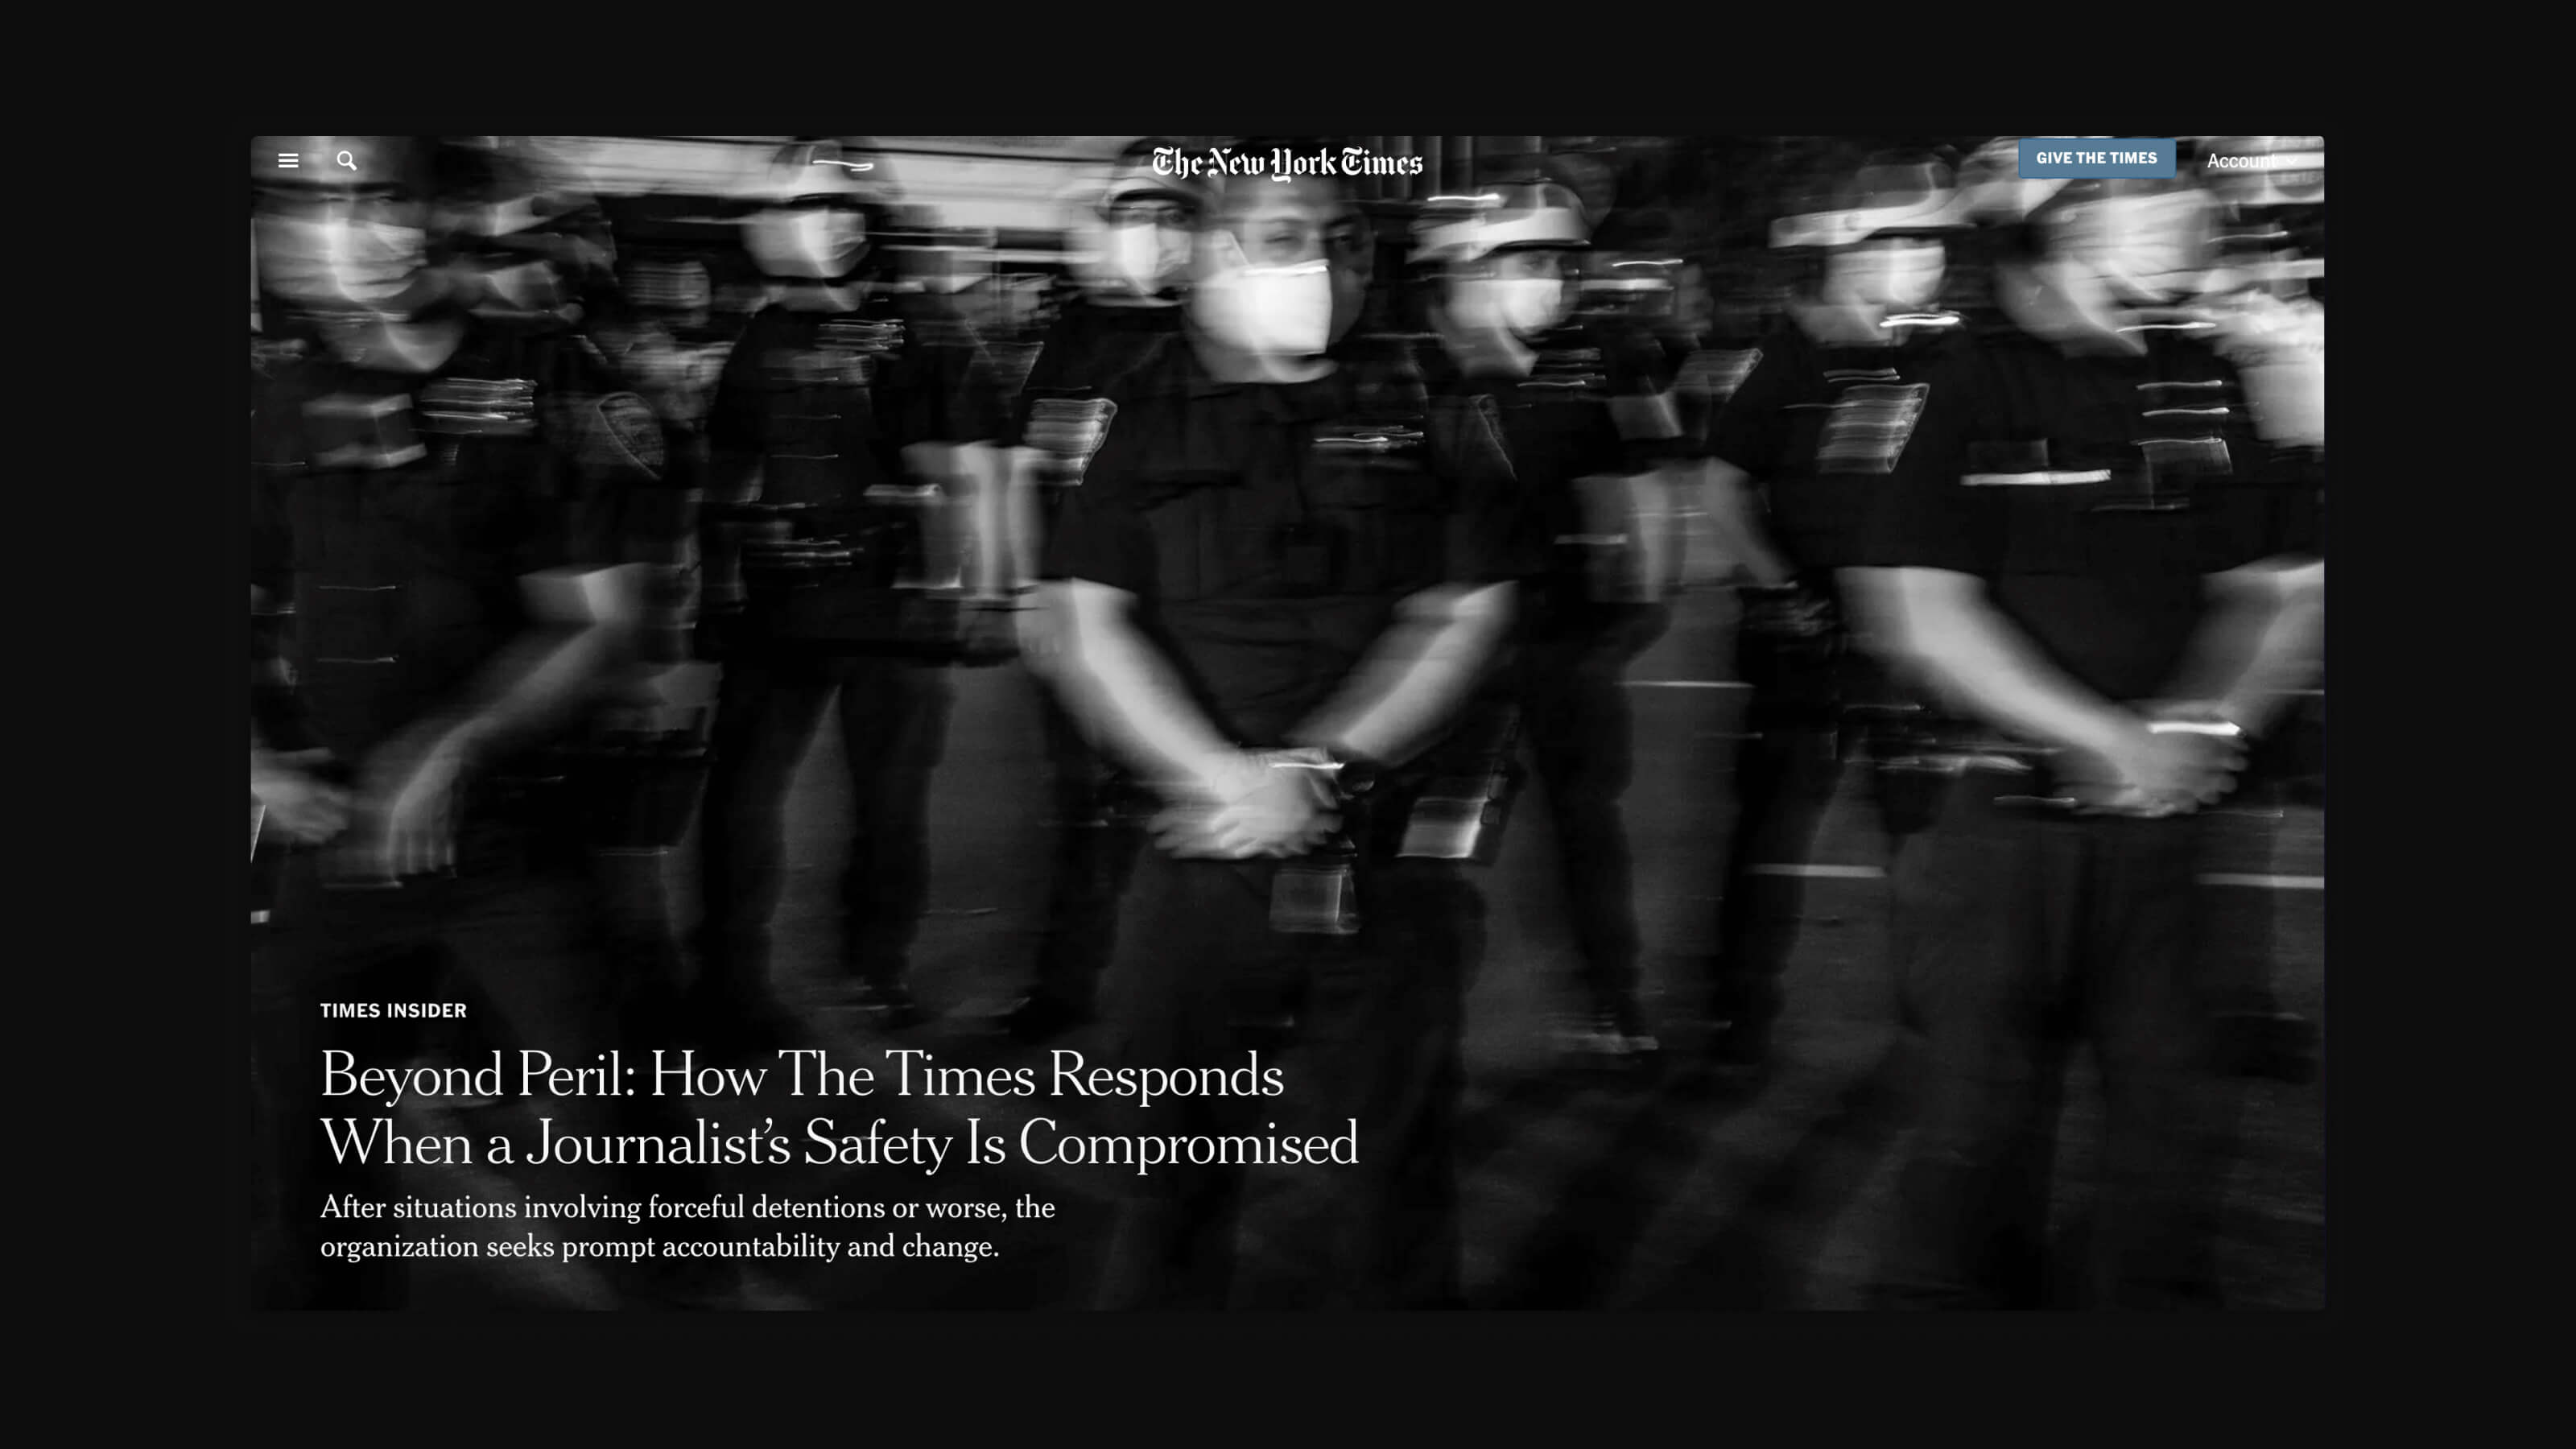 The New York Times
GIVE THE TIMES
Account
TIMES INSIDER
Beyond Peril: How The Times Responds
When a Journalist’s Safety Is Compromised
After situations involving forceful detentions or worse, the
organization seeks prompt accountability and change.